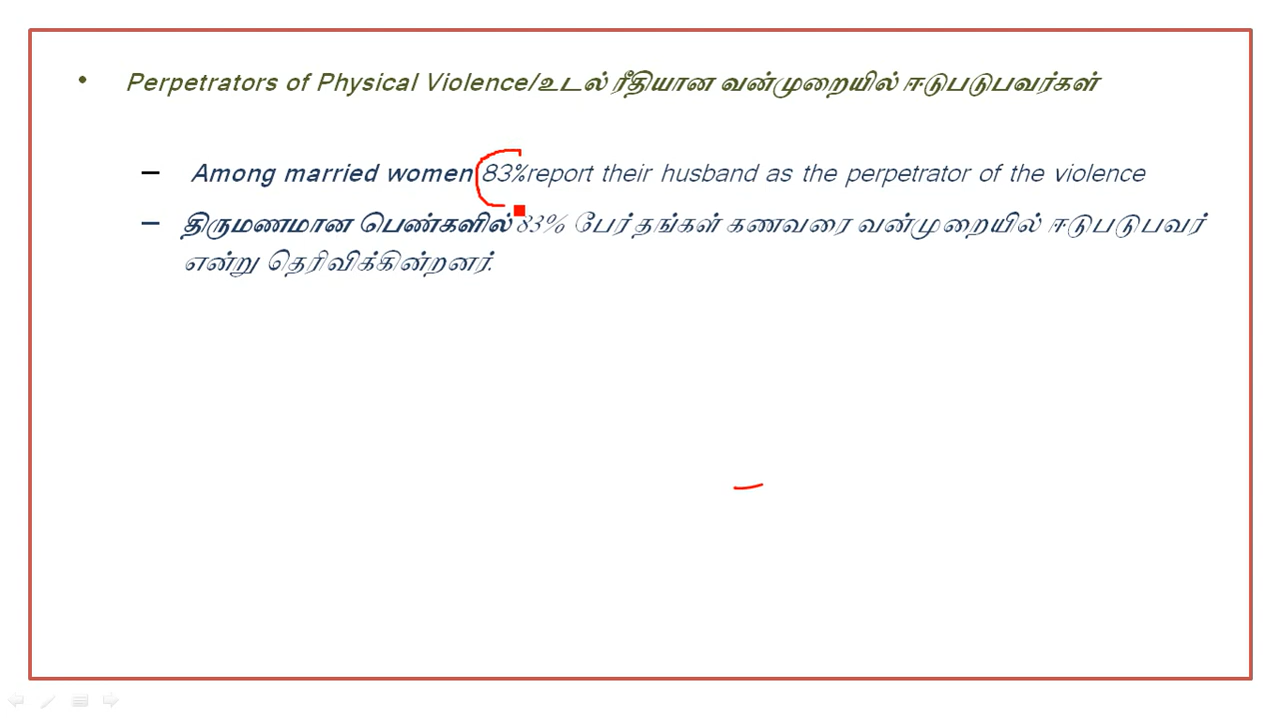 • Perpetrators of Physical Violence/உடல் ரீதியான வன்முறையில் ஈடுபடுபவர்கள்
– Among married women 83%report their husband as the perpetrator of the violence
– திருமணமான பெண்களில் 83% பேர் தங்கள் கணவரை வன்முறையில் ஈடுபடுபவர்
என்று தெரிவிக்கின்றனர்.